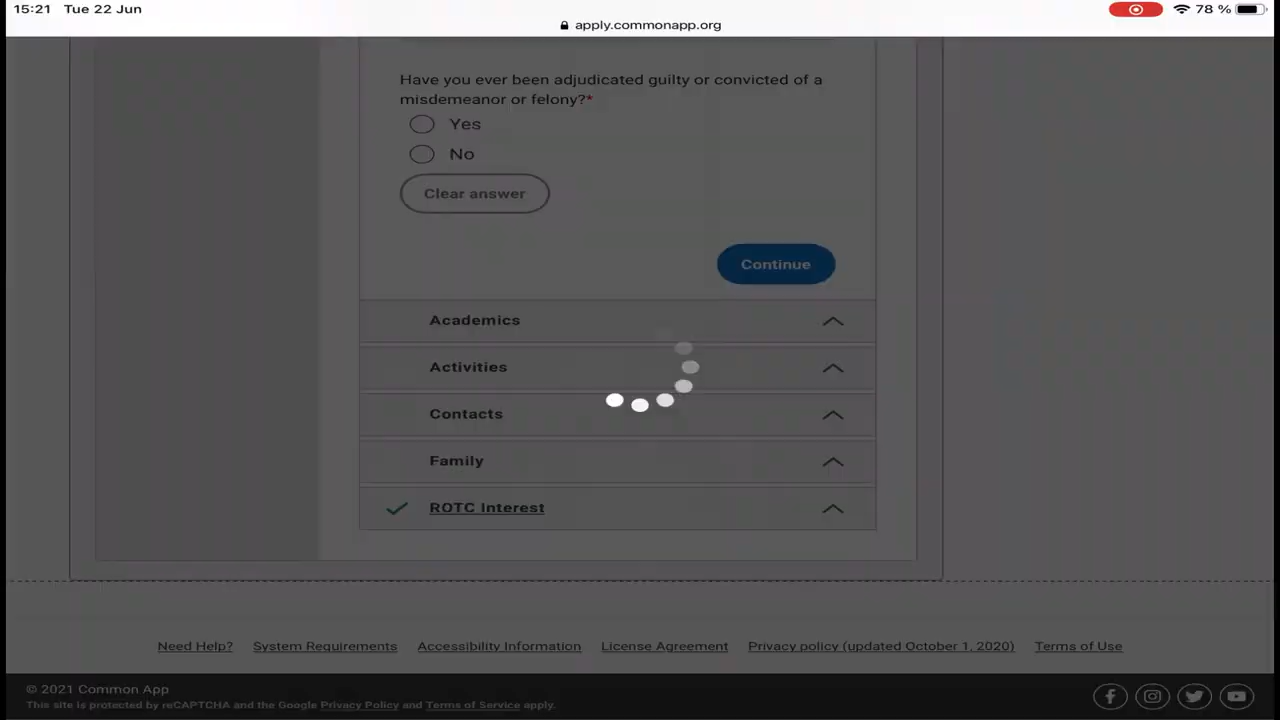 15:21 Tue 22 Jun
78 %
apply.commonapp.org
Have you ever been adjudicated guilty or convicted of a
misdemeanor or felony?*
Yes
No
Clear answer
Continue
Academics
Activities
Contacts
Family
ROTC Interest
Need Help? System Requirements Accessibility Information License Agreement Privacy policy (updated October 1, 2020) Terms of Use
© 2021 Common App
This site is protected by reCAPTCHA and the Google Privacy Policy and Terms of Service apply.